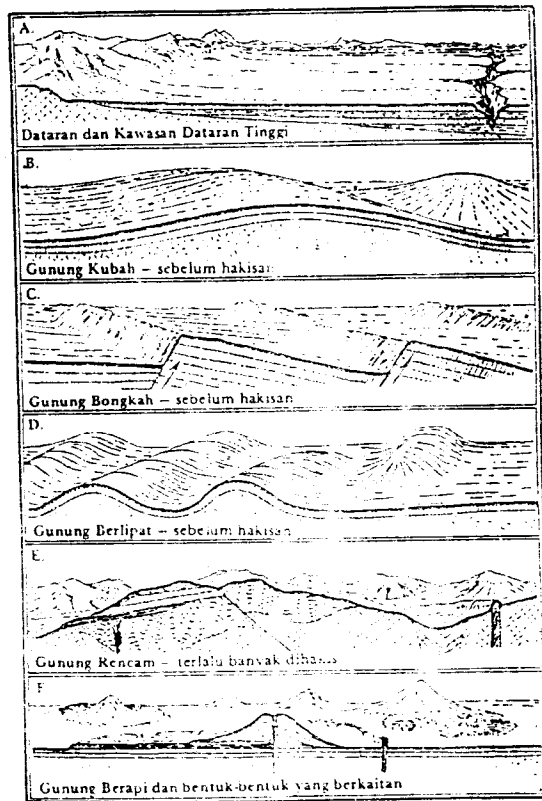 A.
Dataran dan Kawasan Dataran Tinggi
B.
Gunung Kubah – sebelum hakisan
C.
Gunung Bongkah – sebelum hakisan
D.
Gunung Berlipat – sebelum hakisan
E.
Gunung Rencam – terlalu banyak dihakis
F.
Gunung Berapi dan bentuk-bentuk yang berkaitan